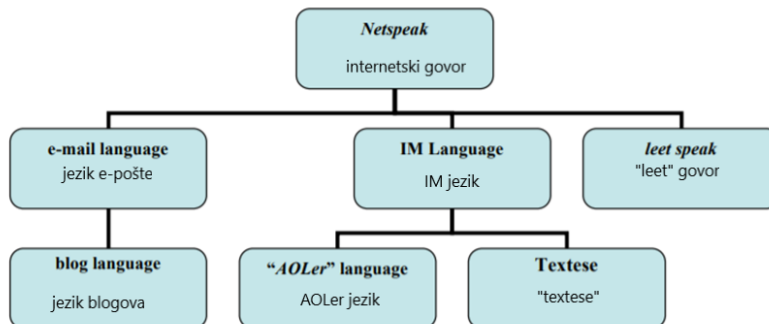 Netspeak
internetski govor
e-mail language
jezik e-pošte
IM Language
IM jezik
leet speak
"leet" govor
blog language
jezik blogova
“AOLer” language
AOLer jezik
Textese
"textese"